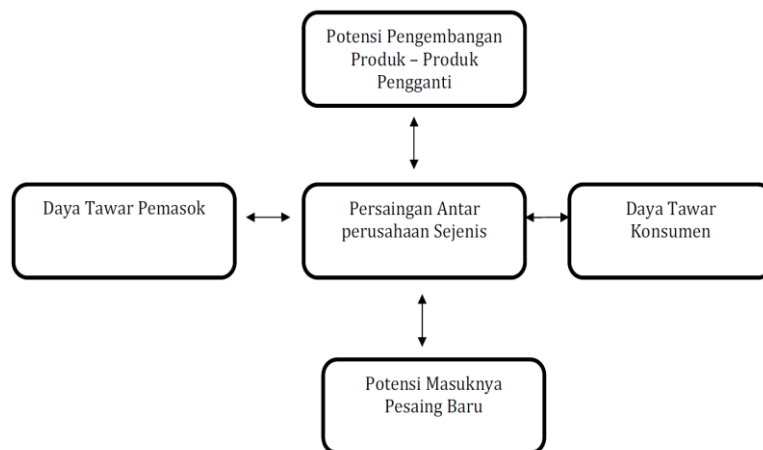 Potensi Pengembangan
Produk – Produk
Pengganti
Daya Tawar Pemasok
Persaingan Antar
perusahaan Sejenis
Daya Tawar
Konsumen
Potensi Masuknya
Pesaing Baru